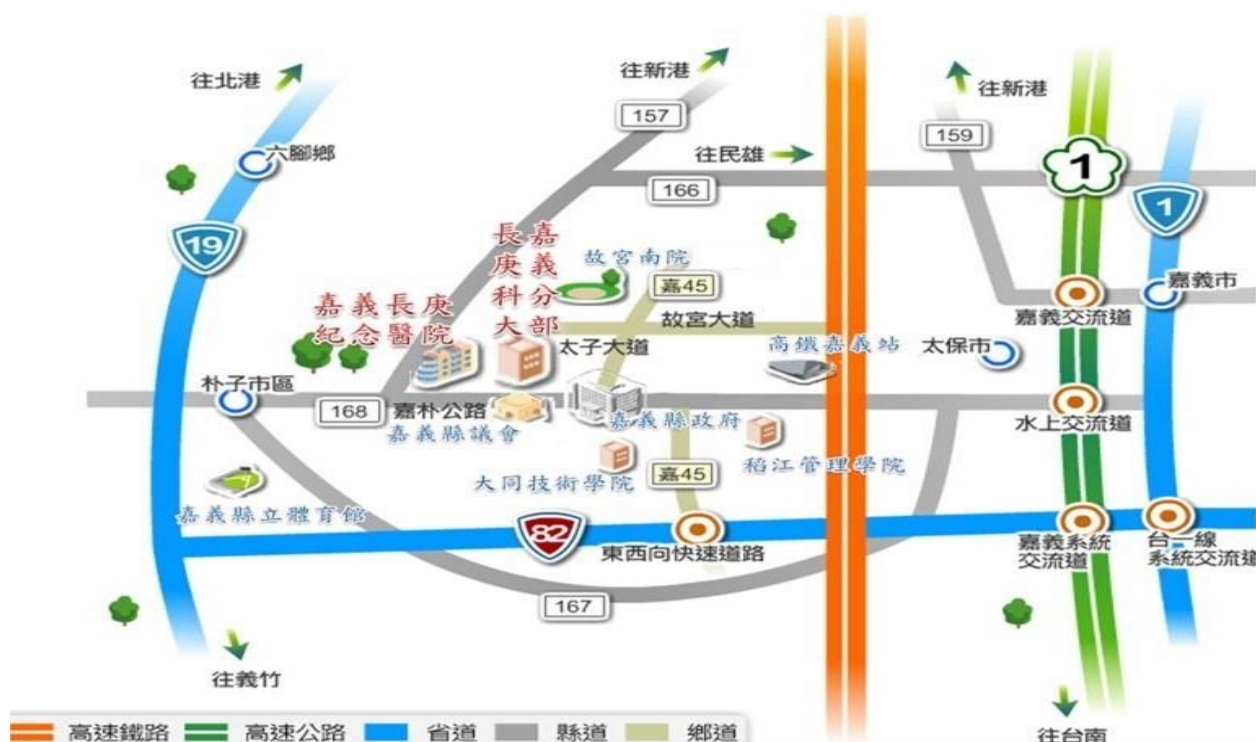 往北港
往新港
往新港
157
159
往民雄
六腳鄉
1
166
1
19
長庚科大
嘉義分部
故宮南院
嘉45
嘉義市
嘉義長庚
紀念醫院
故宮大道
嘉義交流道
太子大道
高鐵嘉義站
太保市
朴子市區
168
嘉朴公路
嘉義縣議會
嘉義縣政府
水上交流道
大同技術學院
嘉45
稻江管理學院
嘉義縣立體育館
82
東西向快速道路
嘉義系統
交流道
台一線
系統交流道
167
往義竹
往台南
高速鐵路
高速公路
省道
縣道
鄉道